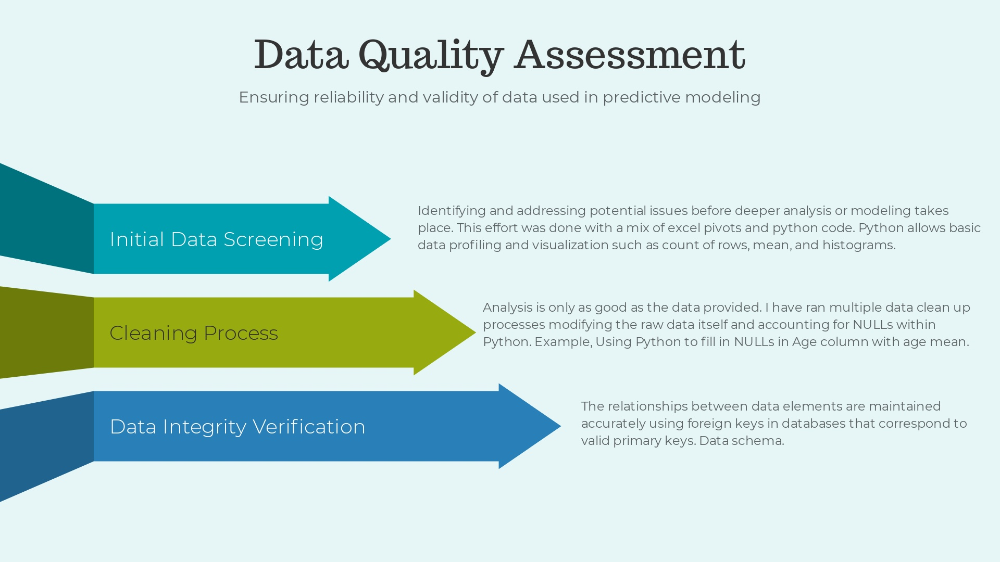 Data Quality Assessment
Ensuring reliability and validity of data used in predictive modeling
Initial Data Screening
Identifying and addressing potential issues before deeper analysis or modeling takes
place. This effort was done with a mix of excel pivots and python code. Python allows basic
data profiling and visualization such as count of rows, mean, and histograms.
Cleaning Process
Analysis is only as good as the data provided. I have ran multiple data clean up
processes modifying the raw data itself and accounting for NULLs within
Python. Example, Using Python to fill in NULLs in Age column with age mean.
Data Integrity Verification
The relationships between data elements are maintained
accurately using foreign keys in databases that correspond to
valid primary keys. Data schema.